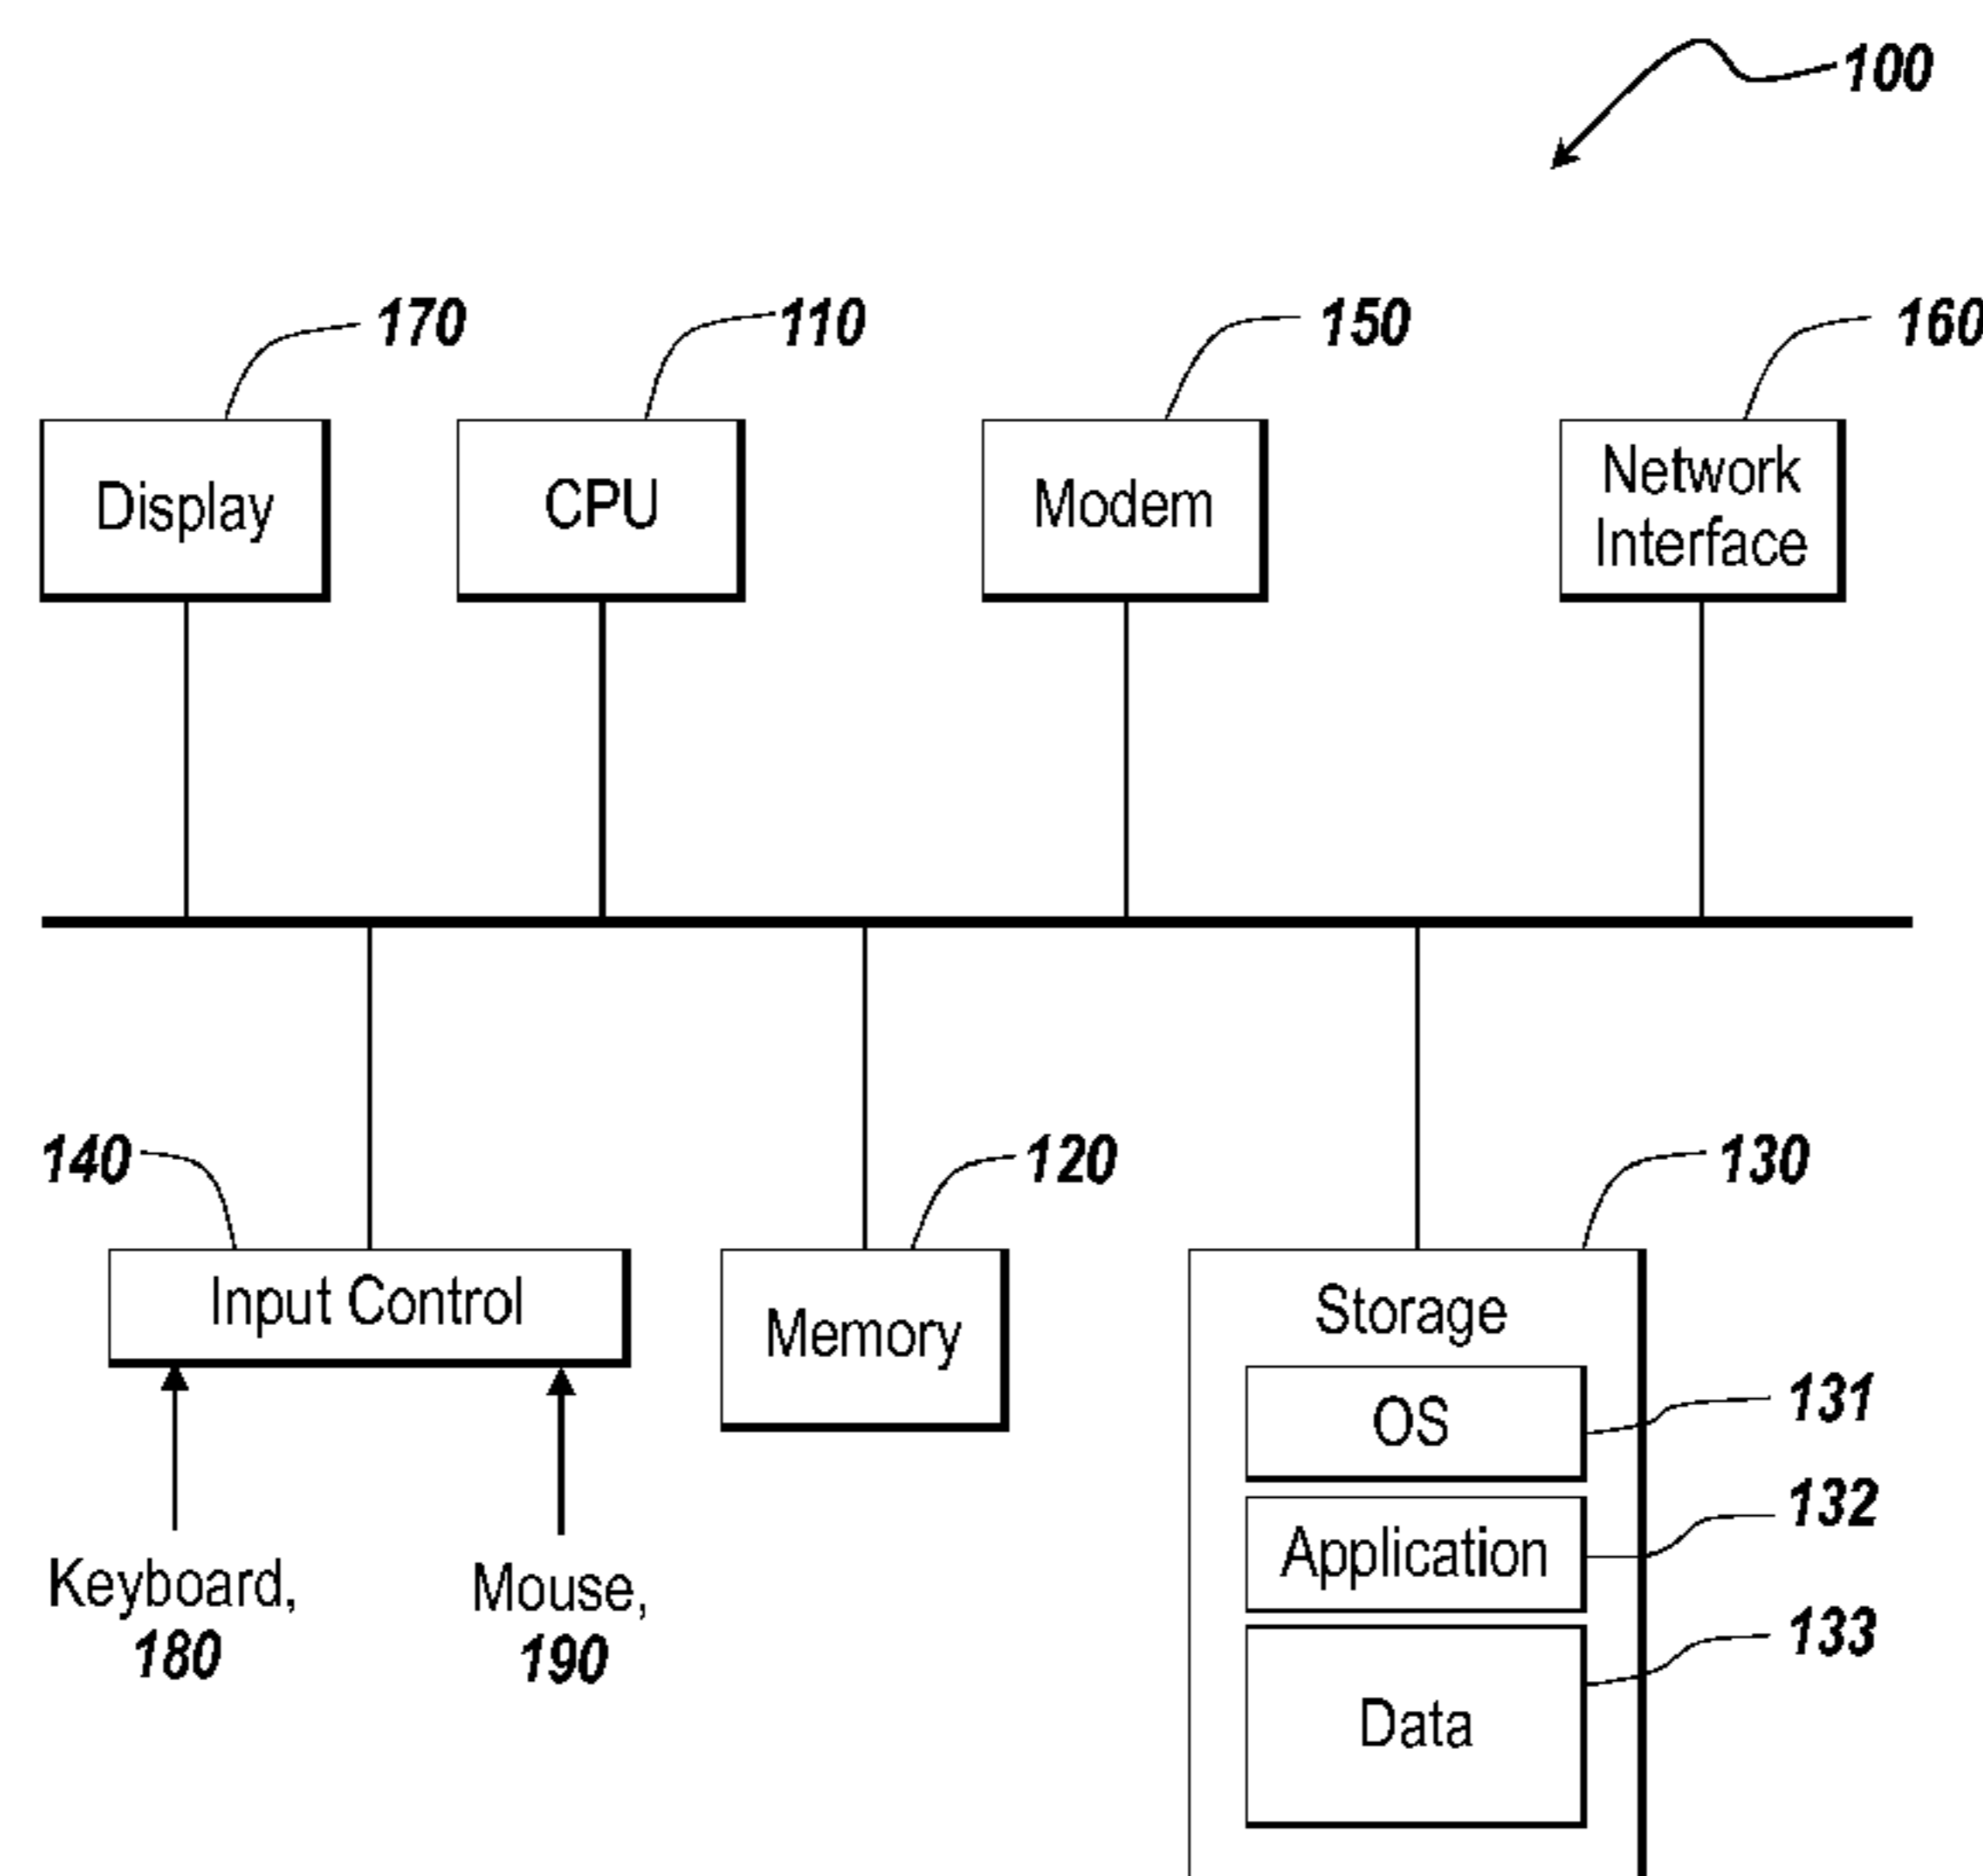 100
170
110
150
160
Display
CPU
Modem
Network
Interface
140
120
130
Input Control
Memory
Storage
OS
131
Application
132
Data
133
Keyboard,
180
Mouse,
190